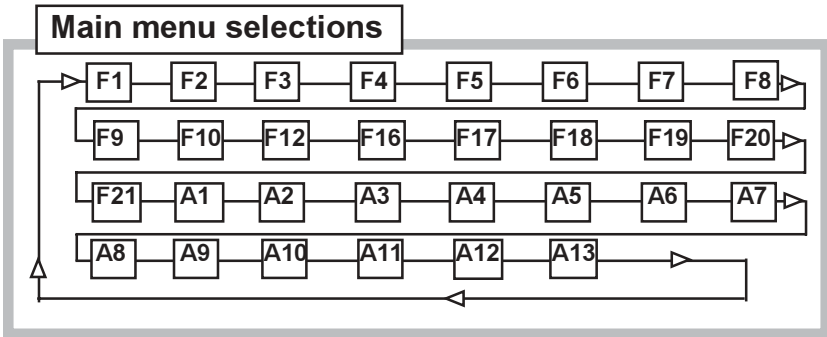 Main menu selections
F1 F2 F3 F4 F5 F6 F7 F8
F9 F10 F12 F16 F17 F18 F19 F20
F21 A1 A2 A3 A4 A5 A6 A7
A8 A9 A10 A11 A12 A13